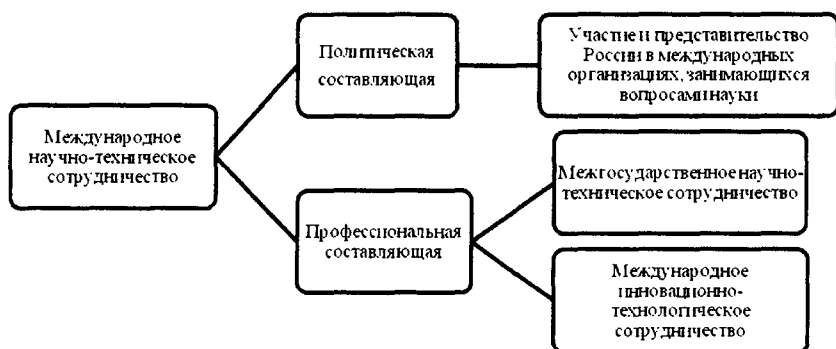 Международное
научно-техническое
сотрудничество
Политическая
составляющая
Участие и представительство
России в международных
организациях, занимающихся
вопросами науки
Профессиональная
составляющая
Межгосударственное научно-
техническое сотрудничество
Международное
инновационно-
технологическое
сотрудничество